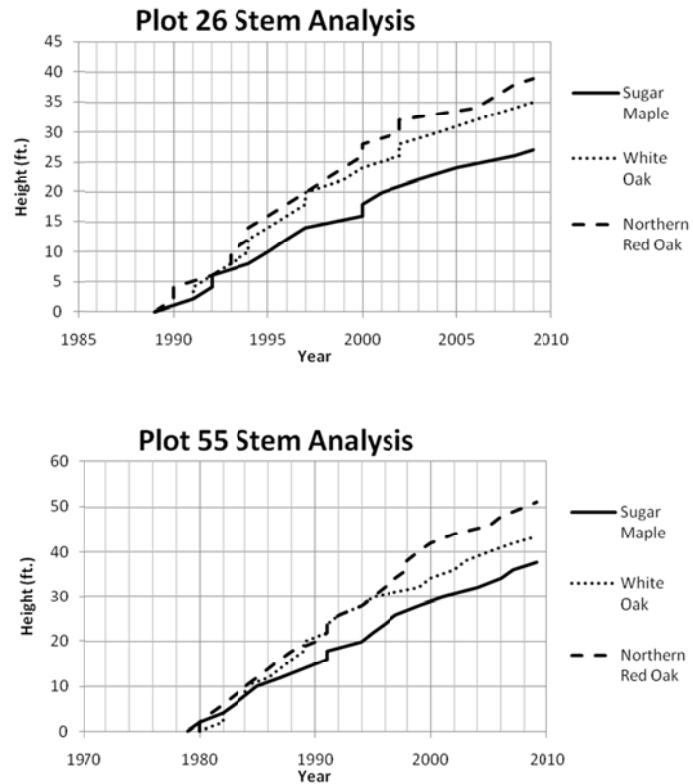 Plot 26 Stem Analysis
45
40
35
30
25
20
15
10
5
0
Height (ft.)
1985
1990
1995
2000
2005
2010
Year
Sugar
Maple
White
Oak
Northern
Red Oak
Plot 55 Stem Analysis
60
50
40
30
20
10
0
Height (ft.)
1970
1980
1990
2000
2010
Year
Sugar
Maple
White
Oak
Northern
Red Oak